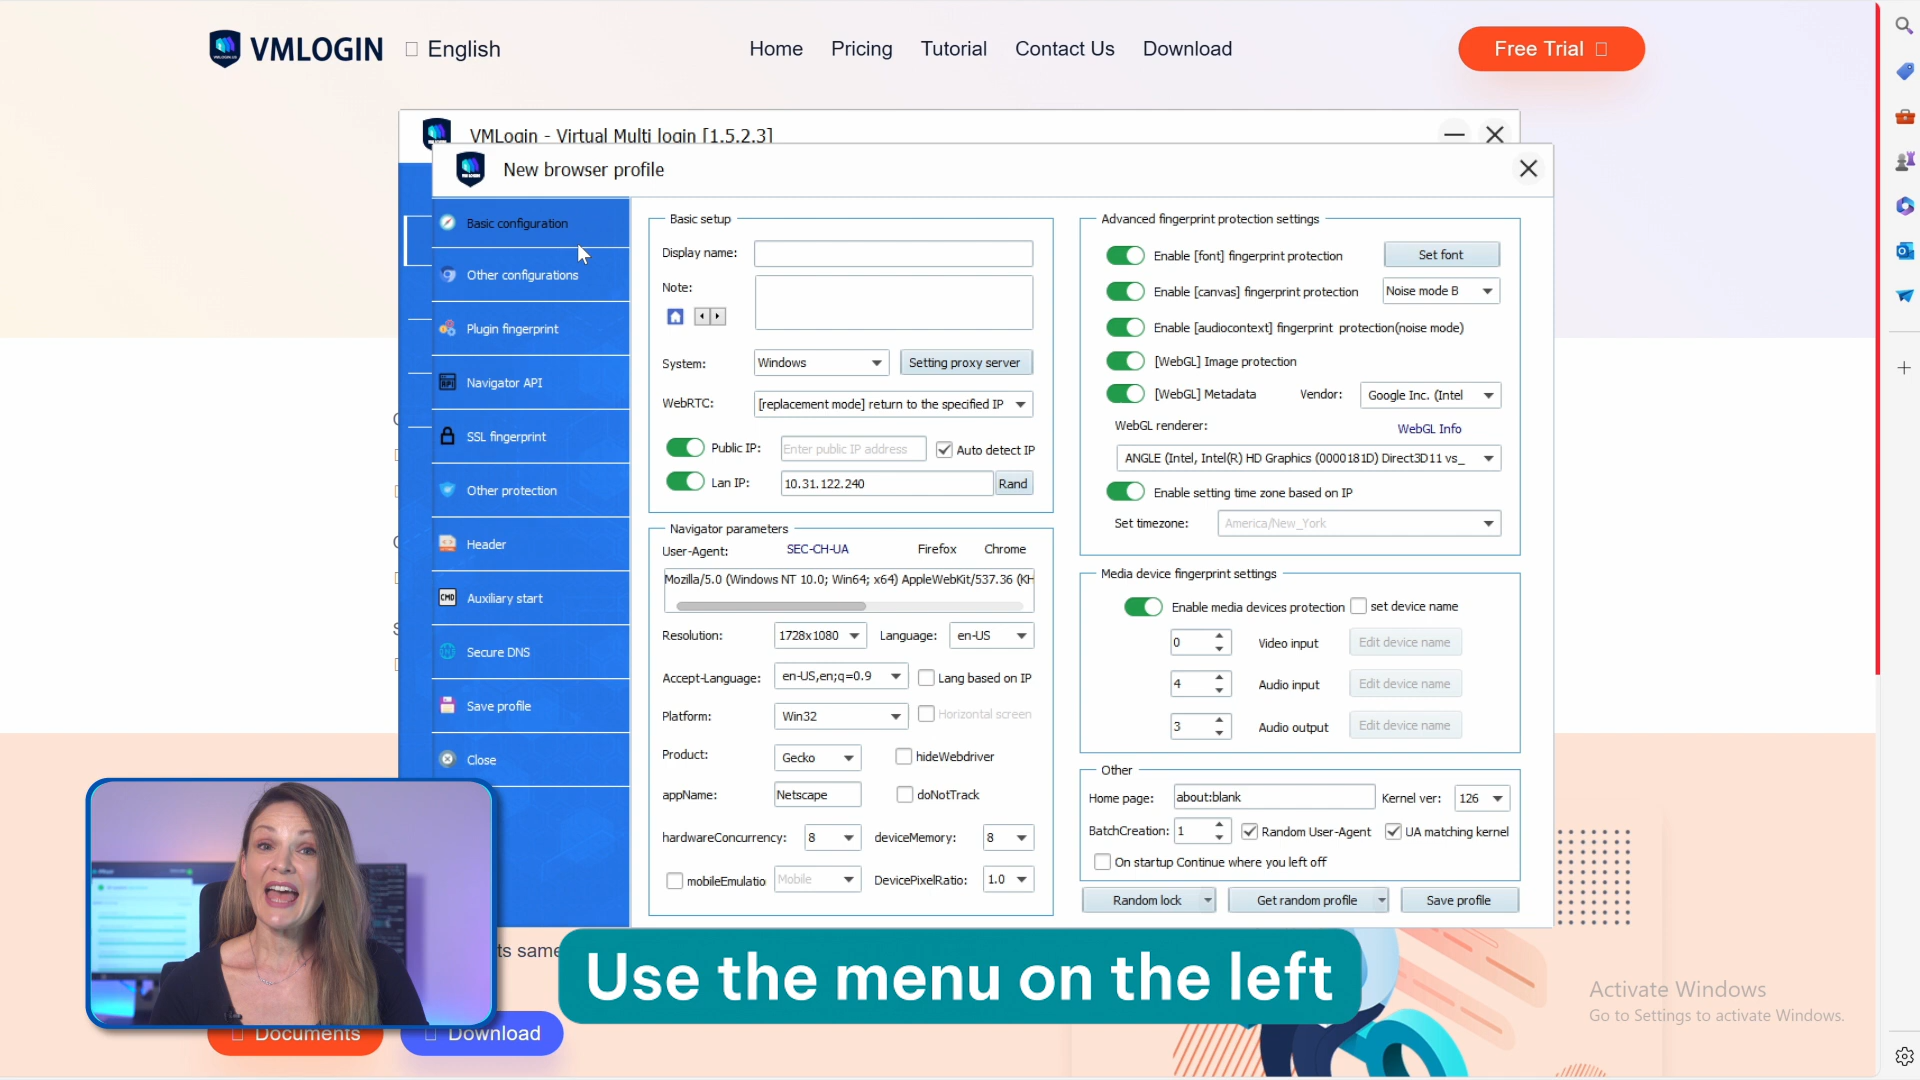 VMLOGIN
English
Home
Pricing
Tutorial
Contact Us
Download
Free Trial
VMLogin - Virtual Multi login [1.5.2.3]
New browser profile
Basic configuration
Other configurations
Plugin fingerprint
Navigator API
SSL fingerprint
Other protection
Header
Auxiliary start
Secure DNS
Save profile
Close
Basic setup
Display name:
Note:
System:
Windows
Setting proxy server
WebRTC:
[replacement mode] return to the specified IP
Public IP:
Enter public IP address
Auto detect IP
Lan IP:
10.31.122.240
Rand
Navigator parameters
User-Agent:
SEC-CH-UA
Firefox
Chrome
Mozilla/5.0 (Windows NT 10.0; Win64; x64) AppleWebKit/537.36 (KH
Resolution:
1728x1080
Language:
en-US
Accept-Language:
en-US,en;q=0.9
Lang based on IP
Platform:
Win32
Horizontal screen
Product:
Gecko
hideWebdriver
appName:
Netscape
doNotTrack
hardwareConcurrency:
8
deviceMemory:
8
mobileEmulatio
Mobile
DevicePixelRatio:
1.0
Advanced fingerprint protection settings
Enable [font] fingerprint protection
Set font
Enable [canvas] fingerprint protection
Noise mode B
Enable [audiocontext] fingerprint protection(noise mode)
[WebGL] Image protection
[WebGL] Metadata
Vendor:
Google Inc. (Intel
WebGL renderer:
WebGL Info
ANGLE (Intel, Intel(R) HD Graphics (0000181D) Direct3D11 vs_
Enable setting time zone based on IP
Set timezone:
America/New_York
Media device fingerprint settings
Enable media devices protection
set device name
0
Video input
Edit device name
4
Audio input
Edit device name
3
Audio output
Edit device name
Other
Home page:
about:blank
Kernel ver:
126
BatchCreation:
1
Random User-Agent
UA matching kernel
On startup Continue where you left off
Random lock
Get random profile
Save profile
ts same
Use the menu on the left
Documents
Download
Activate Windows
Go to Settings to activate Windows.